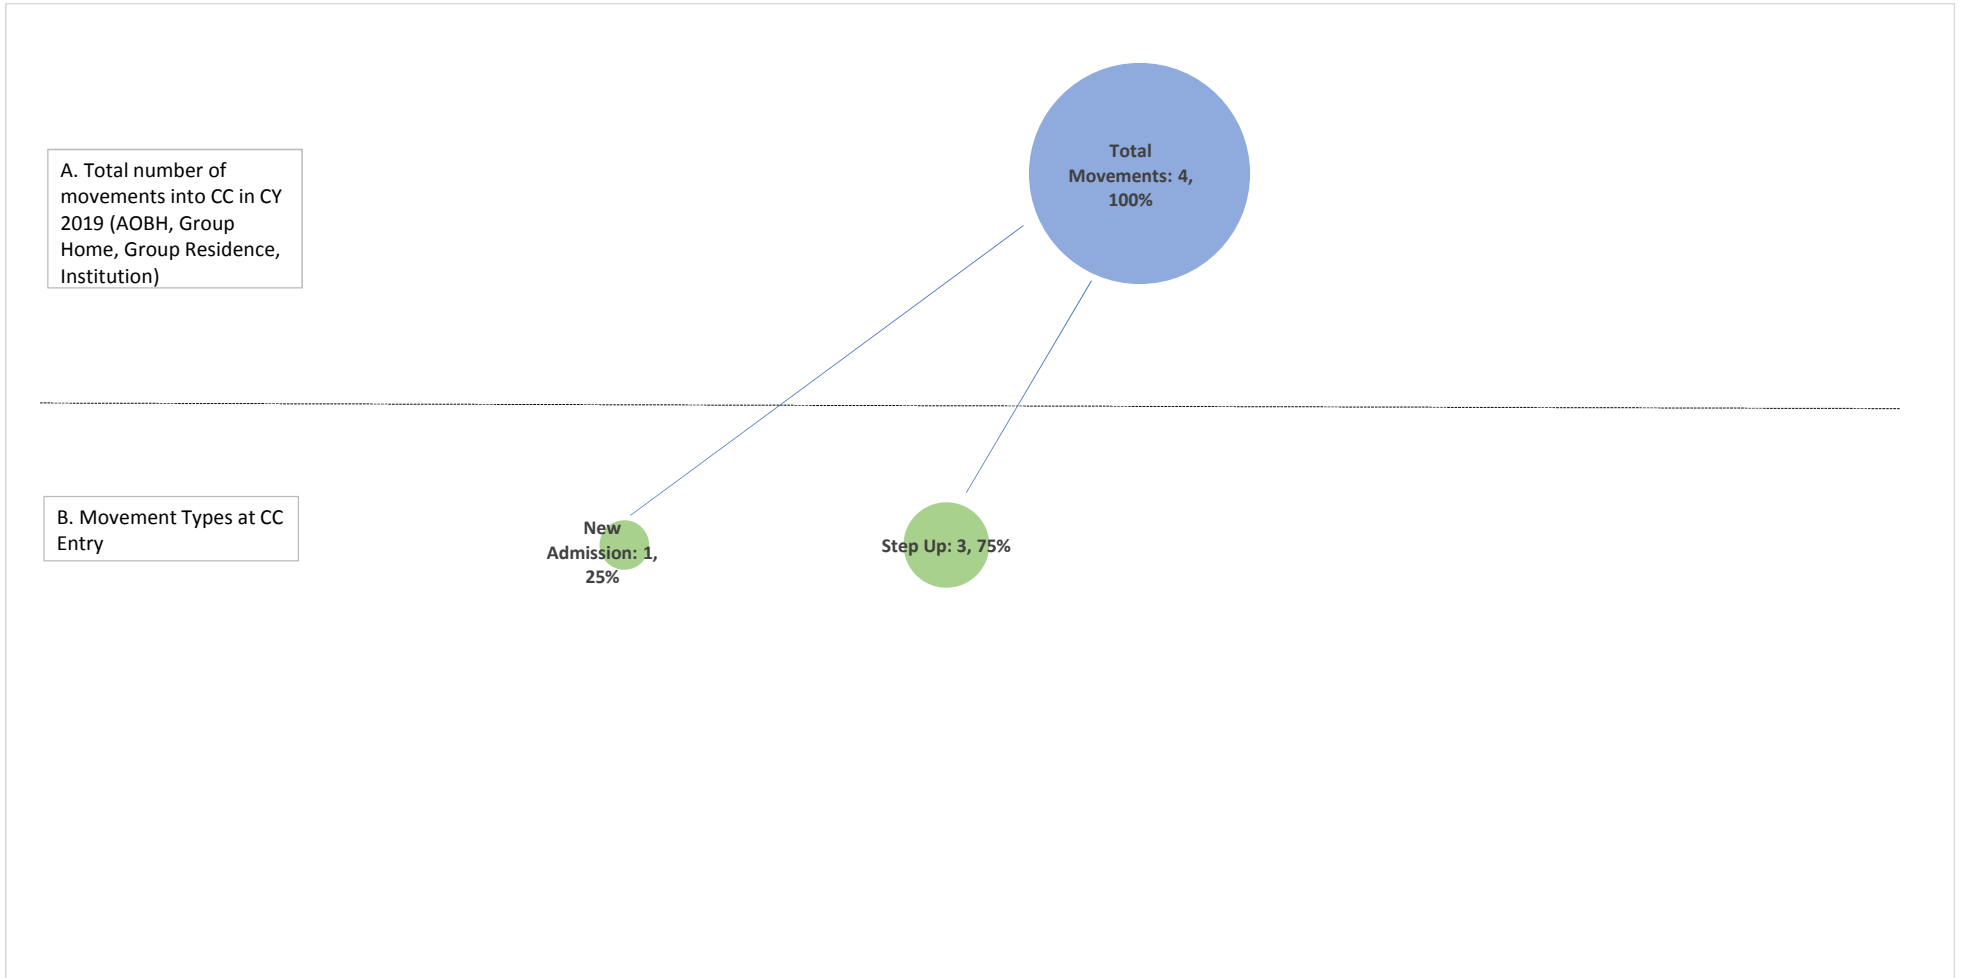 A. Total number of
movements into CC in CY
2019 (AOBH, Group
Home, Group Residence,
Institution)
Total
Movements: 4,
100%
B. Movement Types at CC
Entry
New
Admission: 1,
25%
Step Up: 3, 75%